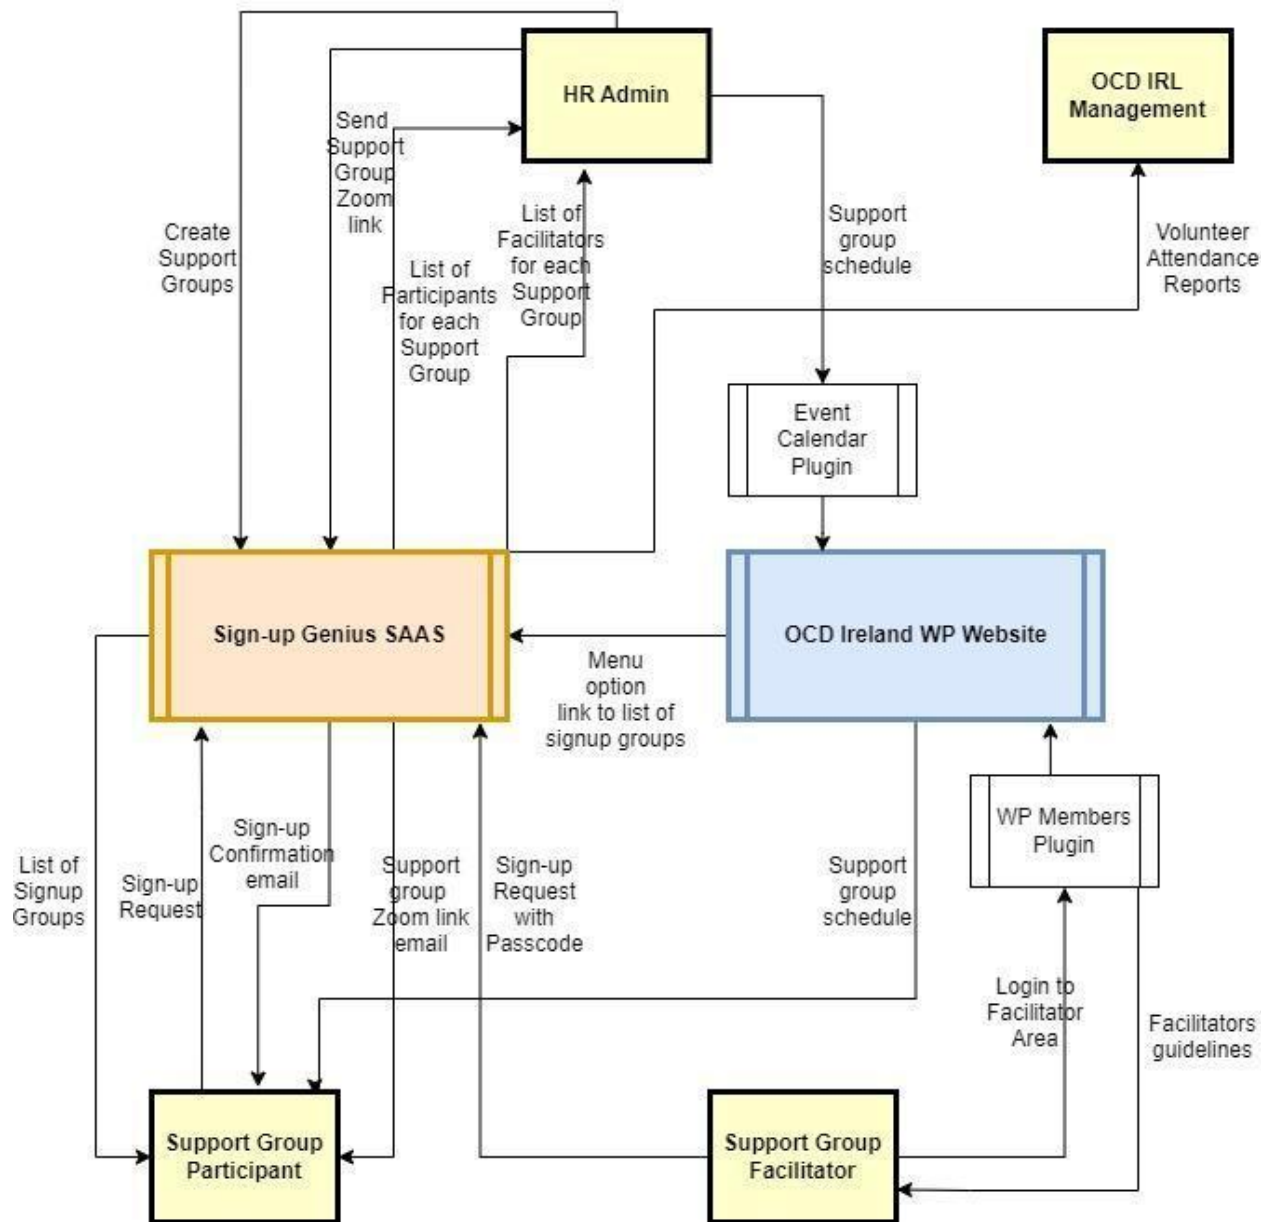 HR Admin
OCD IRL
Management
Send
Support
Group
Zoom
link
Create
Support
Groups
List of
Participants
for each
Support
Group
List of
Facilitators
for each
Support
Group
Support
group
schedule
Volunteer
Attendance
Reports
Event
Calendar
Plugin
Sign-up Genius SAAS
OCD Ireland WP Website
Menu
option
link to list of
signup groups
WP Members
Plugin
List of
Signup
Groups
Sign-up
Request
Sign-up
Confirmation
email
Support
group
Zoom link
email
Sign-up
Request
with
Passcode
Support
group
schedule
Login to
Facilitator
Area
Facilitators
guidelines
Support Group
Participant
Support Group
Facilitator